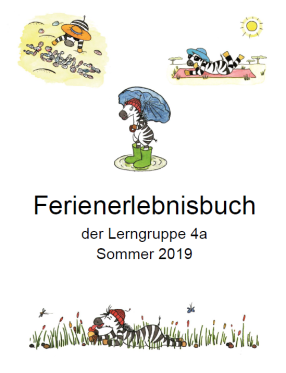 Ferienerlebnisbuch
der Lerngruppe 4a
Sommer 2019